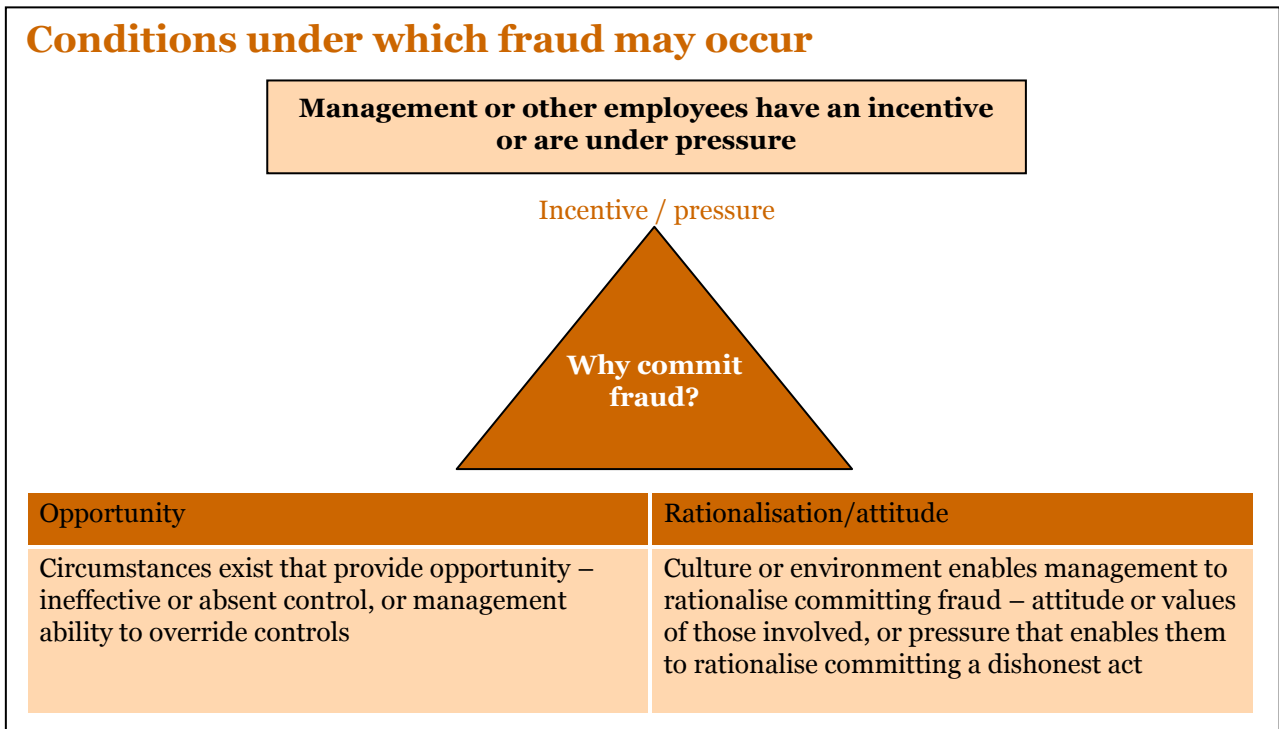 Conditions under which fraud may occur
Management or other employees have an incentive
or are under pressure
Incentive / pressure
Why commit
fraud?
Opportunity
Rationalisation/attitude
Circumstances exist that provide opportunity –
ineffective or absent control, or management
ability to override controls
Culture or environment enables management to
rationalise committing fraud – attitude or values
of those involved, or pressure that enables them
to rationalise committing a dishonest act